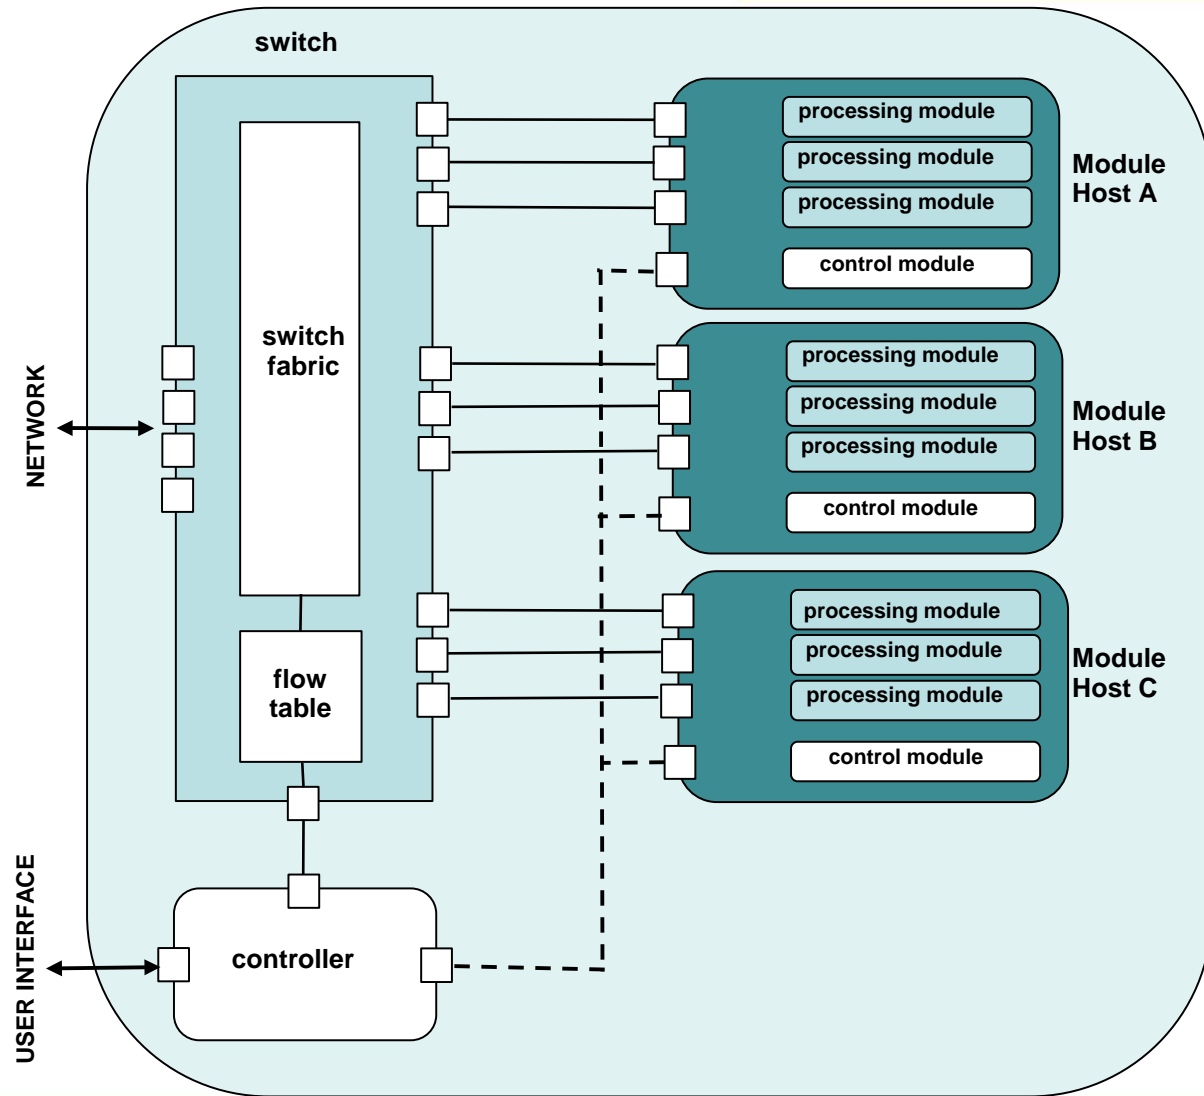 switch
processing module
processing module
processing module
control module
Module
Host A
switch
fabric
NETWORK
processing module
processing module
processing module
control module
Module
Host B
flow
table
processing module
processing module
processing module
control module
Module
Host C
USER INTERFACE
controller